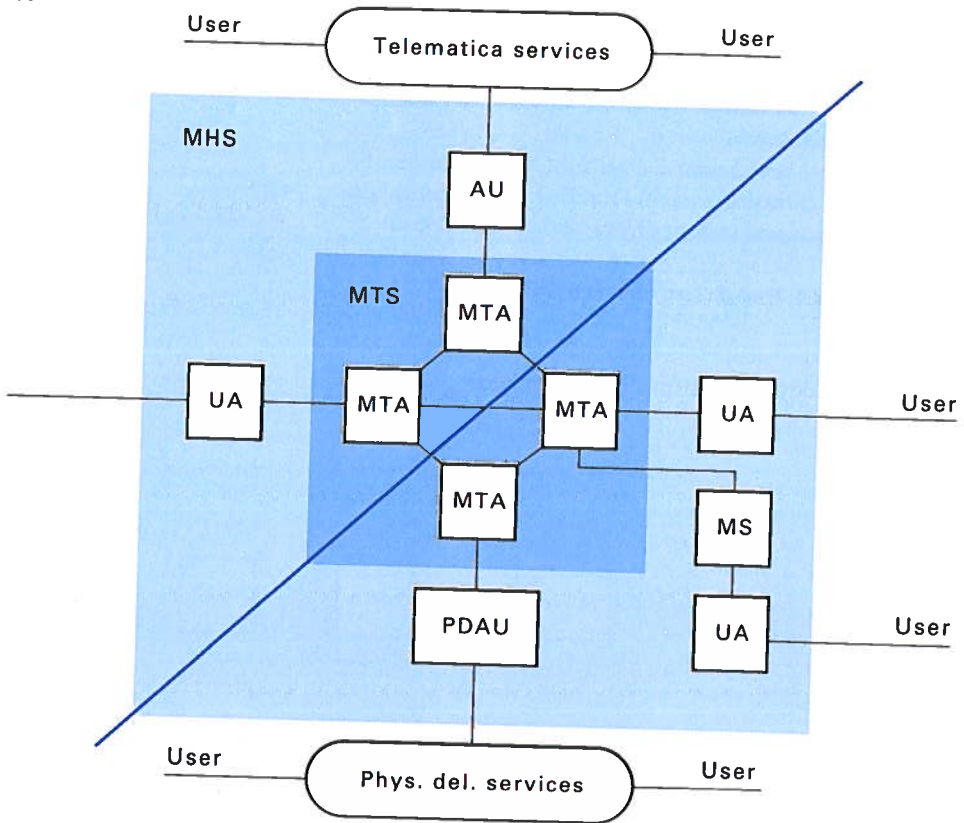 User
Telematica services
User
MHS
AU
MTS
MTA
UA
MTA
MTA
UA
User
MTA
MS
PDAU
UA
User
User
Phys. del. services
User